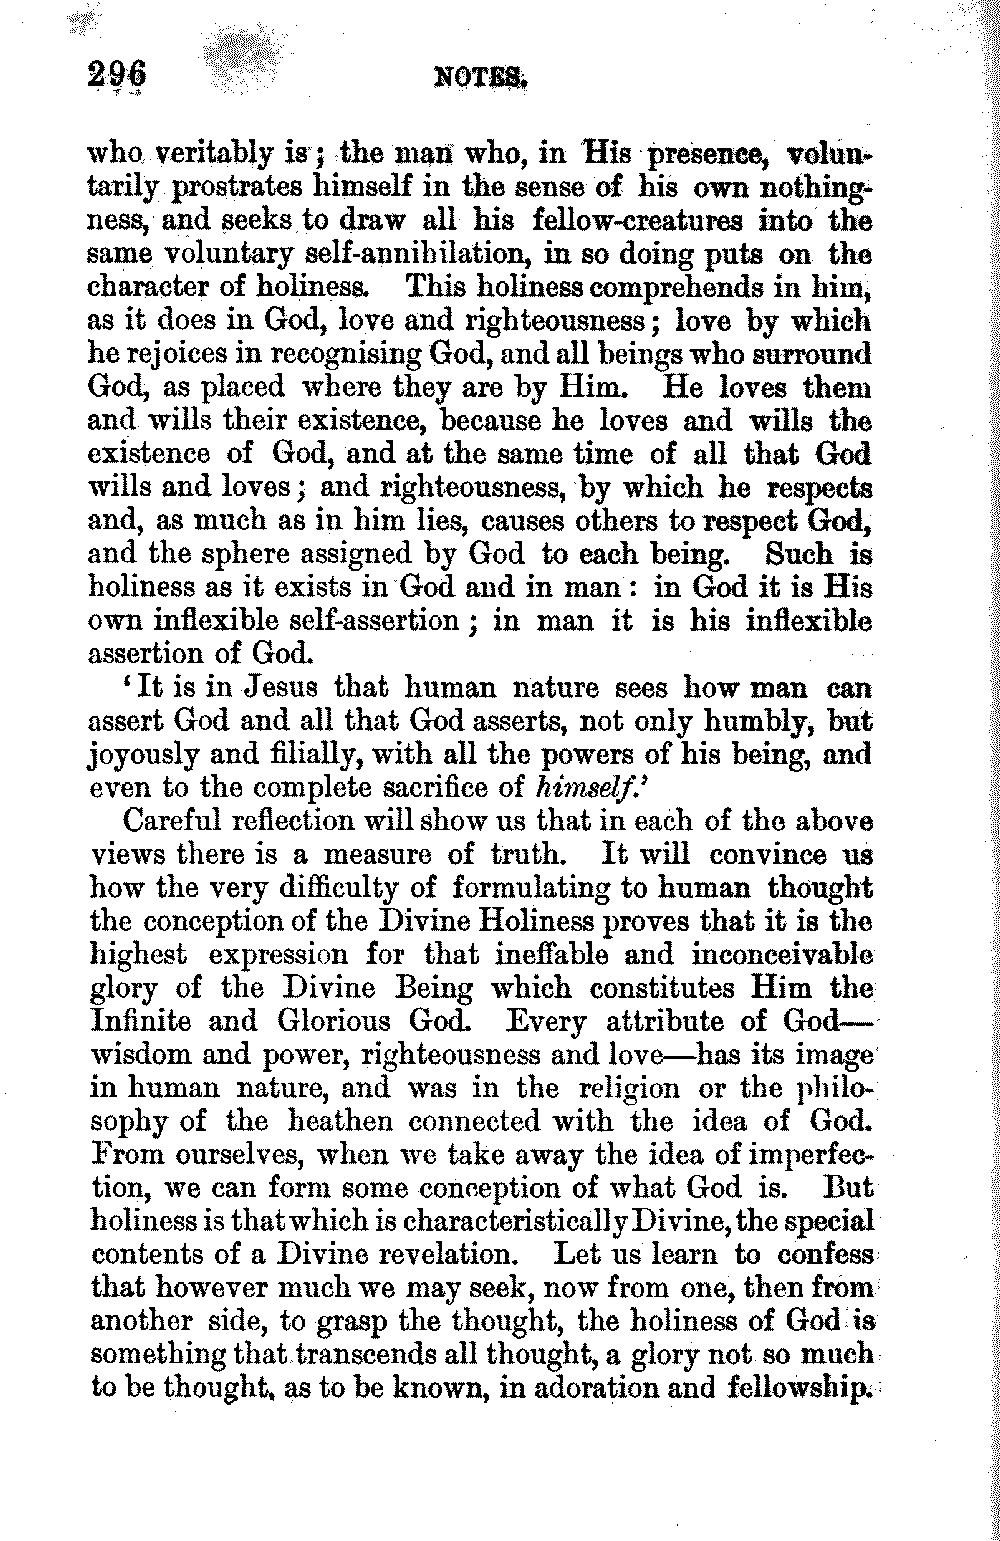 296 NOTES.
who veritably is; the man who, in His presence, volun-
tarily prostrates himself in the sense of his own nothing-
ness, and seeks to draw all his fellow-creatures into the
same voluntary self-annihilation, in so doing puts on the
character of holiness. This holiness comprehends in him,
as it does in God, love and righteousness; love by which
he rejoices in recognising God, and all beings who surround
God, as placed where they are by Him. He loves them
and wills their existence, because he loves and wills the
existence of God, and at the same time of all that God
wills and loves; and righteousness, by which he respects
and, as much as in him lies, causes others to respect God,
and the sphere assigned by God to each being. Such is
holiness as it exists in God and in man: in God it is His
own inflexible self-assertion; in man it is his inflexible
assertion of God.
‘It is in Jesus that human nature sees how man can
assert God and all that God asserts, not only humbly, but
joyously and filially, with all the powers of his being, and
even to the complete sacrifice of himself.’
Careful reflection will show us that in each of the above
views there is a measure of truth. It will convince us
how the very difficulty of formulating to human thought
the conception of the Divine Holiness proves that it is the
highest expression for that ineffable and inconceivable
glory of the Divine Being which constitutes Him the
Infinite and Glorious God. Every attribute of God—
wisdom and power, righteousness and love—has its image
in human nature, and was in the religion or the philo-
sophy of the heathen connected with the idea of God.
From ourselves, when we take away the idea of imperfec-
tion, we can form some conception of what God is. But
holiness is that which is characteristically Divine, the special
contents of a Divine revelation. Let us learn to confess
that however much we may seek, now from one, then from
another side, to grasp the thought, the holiness of God is
something that transcends all thought, a glory not so much
to be thought, as to be known, in adoration and fellowship.